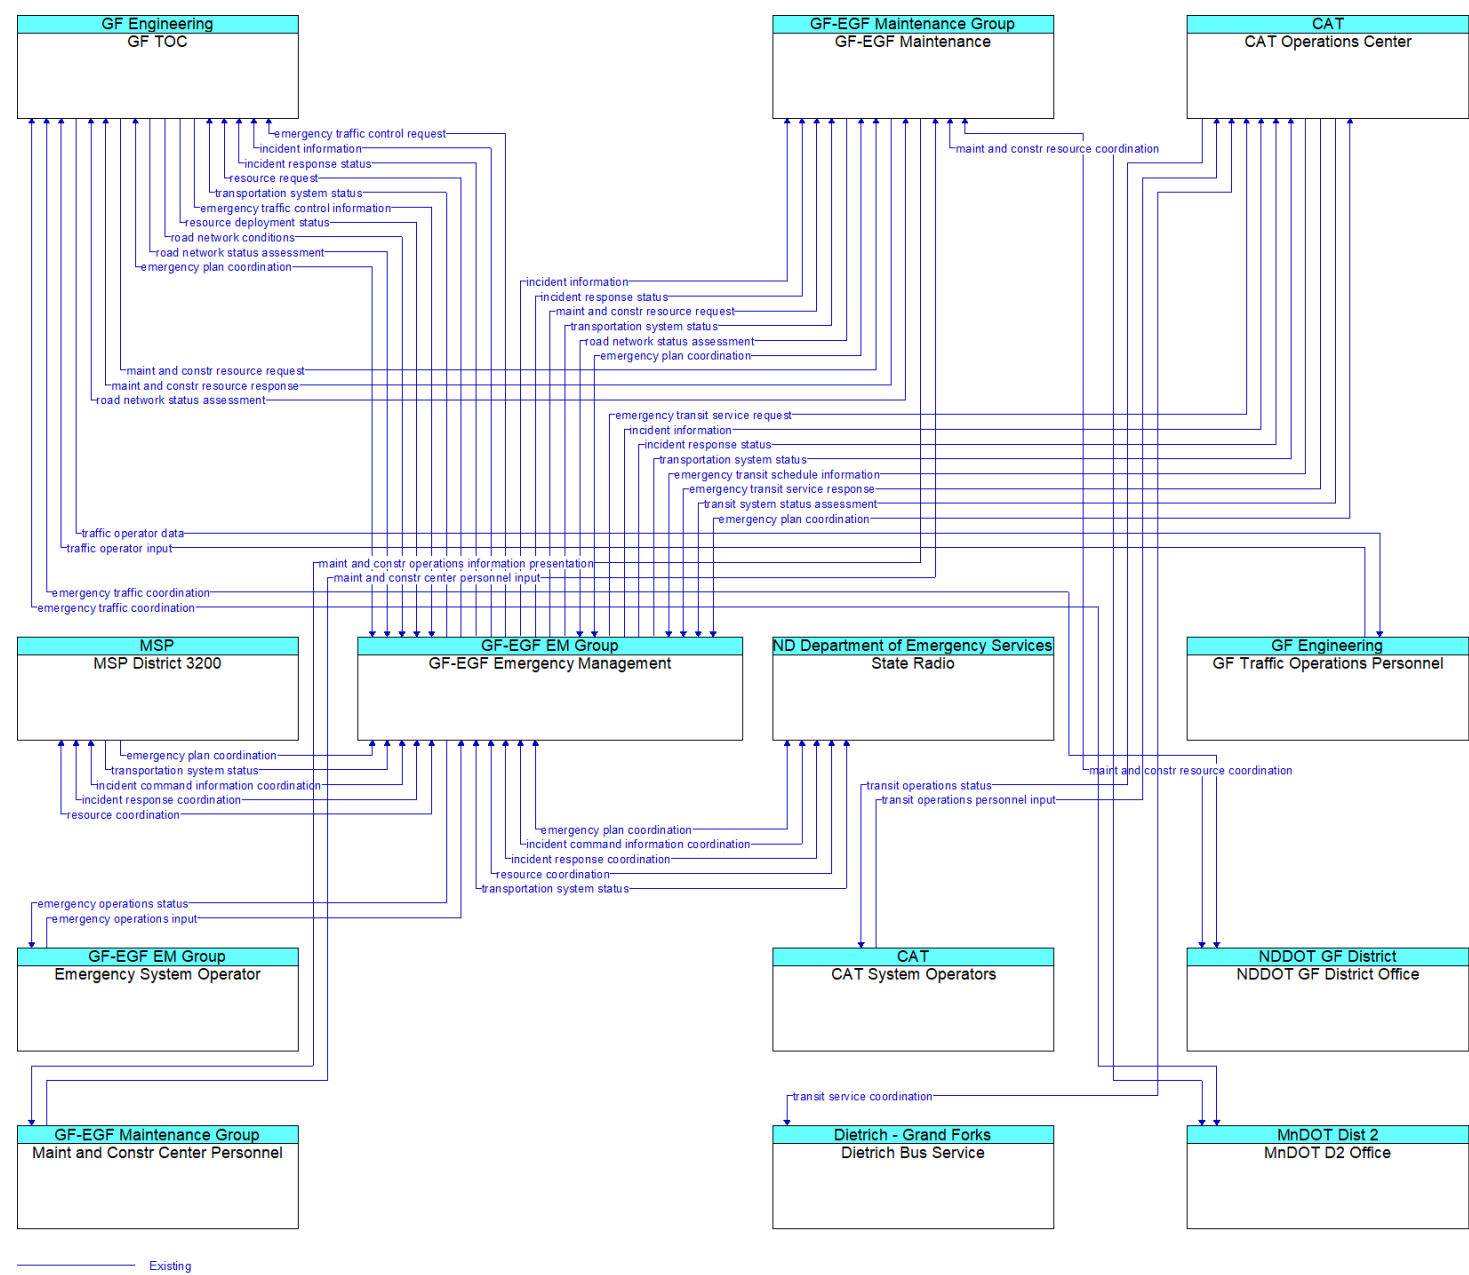 GF Engineering
GF TOC
GF-EGF Maintenance Group
GF-EGF Maintenance
CAT
CAT Operations Center
emergency traffic control request
incident information
maint and constr resource coordination
incident response status
resource request
transportation system status
emergency traffic control information
resource deployment status
road network conditions
road network status assessment
emergency plan coordination
incident information
incident response status
maint and constr resource request
transportation system status
road network status assessment
emergency plan coordination
maint and constr resource request
maint and constr resource response
road network status assessment
emergency transit service request
incident information
incident response status
transportation system status
emergency transit schedule information
emergency transit service response
transit system status assessment
emergency plan coordination
traffic operator data
traffic operator input
maint and constr operations information presentation
maint and constr center personnel input
emergency traffic coordination
emergency traffic coordination
MSP
MSP District 3200
GF-EGF EM Group
GF-EGF Emergency Management
ND Department of Emergency Services
State Radio
GF Engineering
GF Traffic Operations Personnel
emergency plan coordination
transportation system status
maint and constr resource coordination
incident command information coordination
transit operations status
incident response coordination
transit operations personnel input
resource coordination
emergency plan coordination
incident command information coordination
incident response coordination
resource coordination
transportation system status
emergency operations status
emergency operations input
GF-EGF EM Group
Emergency System Operator
CAT
CAT System Operators
NDDOT GF District
NDDOT GF District Office
transit service coordination
GF-EGF Maintenance Group
Maint and Constr Center Personnel
Dietrich - Grand Forks
Dietrich Bus Service
MnDOT Dist 2
MnDOT D2 Office
Existing